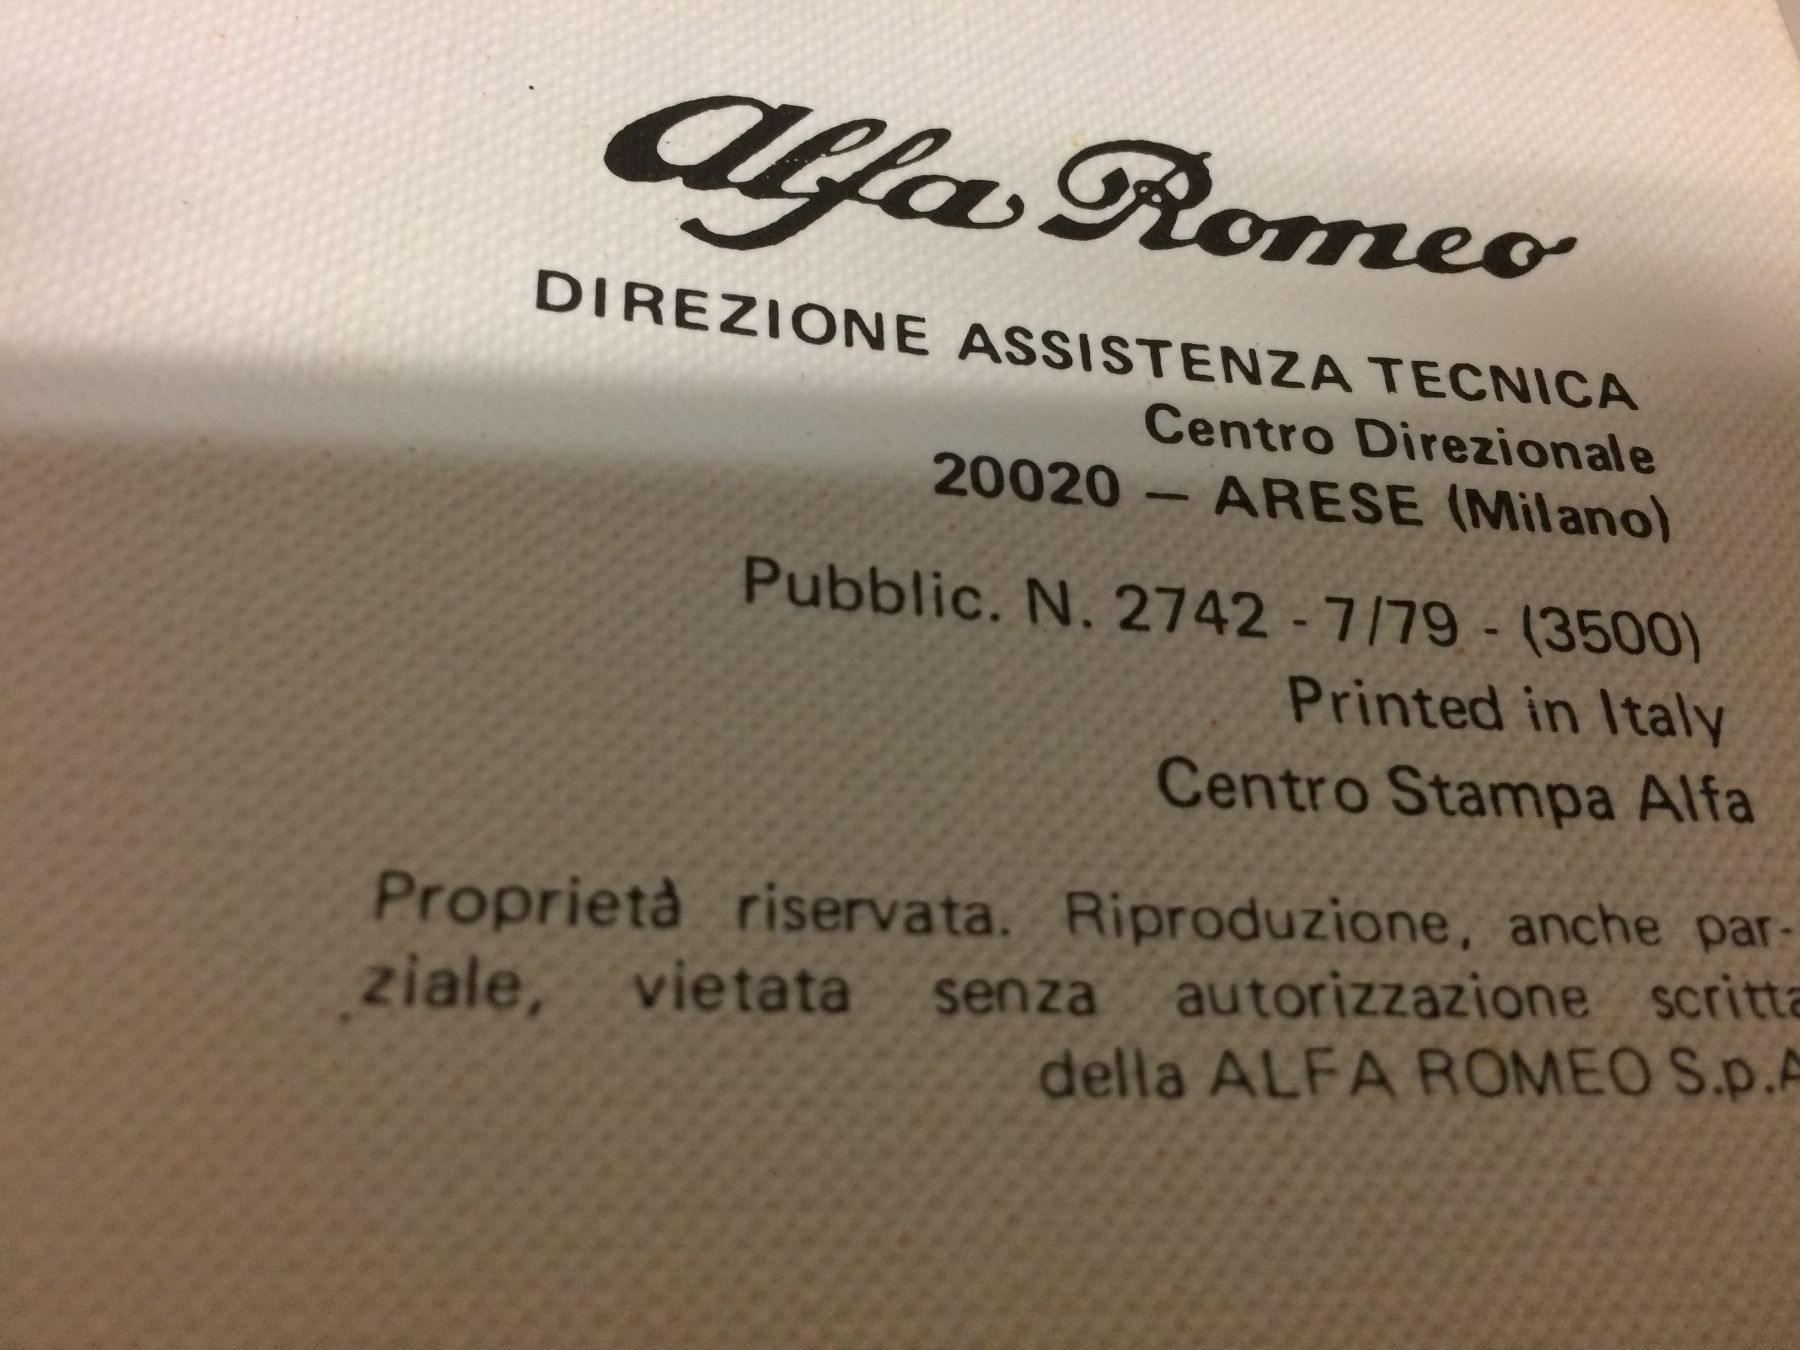 Alfa Romeo
DIREZIONE ASSISTENZA TECNICA
Centro Direzionale
20020 — ARESE (Milano)
Pubblic. N. 2742 - 7/79 - (3500)
Printed in Italy
Centro Stampa Alfa
Proprietà riservata. Riproduzione, anche par-
ziale, vietata senza autorizzazione scritta
della ALFA ROMEO S.p.A